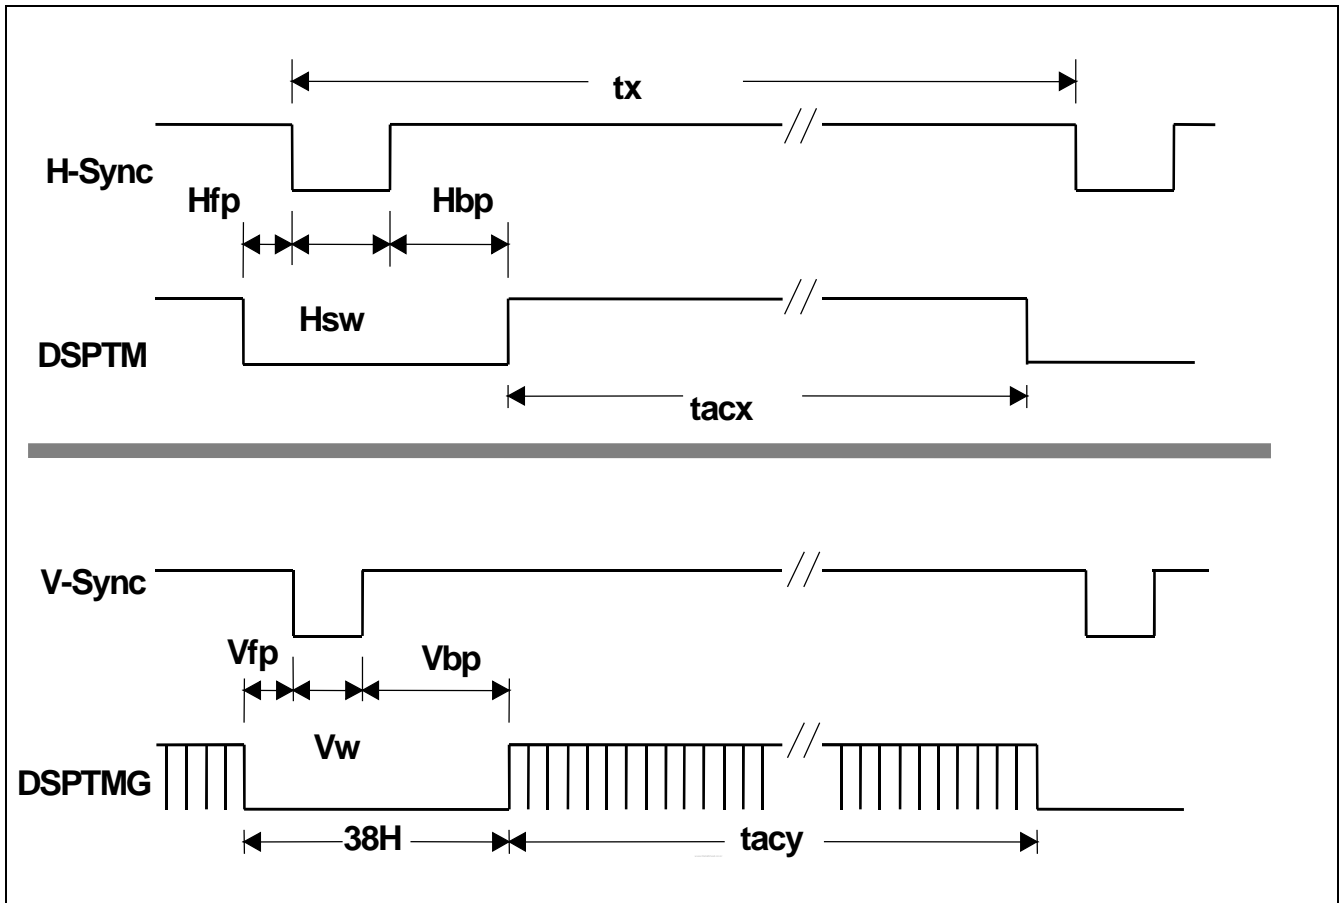 tx
H-Sync
Hfp
Hbp
Hsw
DSPTM
tacx
V-Sync
Vfp
Vbp
Vw
DSPTMG
38H
tacy